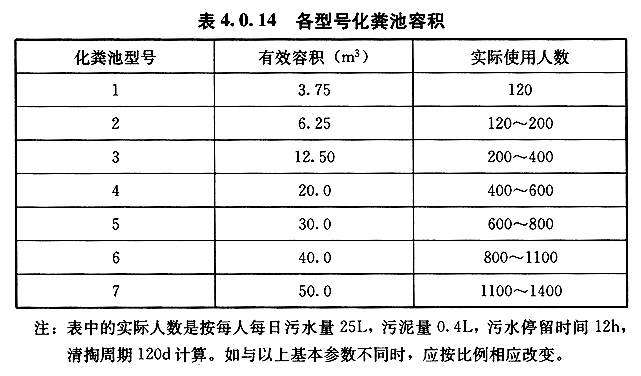 表 4.0.14 各型号化粪池容积
化粪池型号 有效容积（m³） 实际使用人数
1 3.75 120
2 6.25 120～200
3 12.50 200～400
4 20.0 400～600
5 30.0 600～800
6 40.0 800～1100
7 50.0 1100～1400
注：表中的实际人数是按每人每日污水量 25L，污泥量 0.4L，污水停留时间 12h，
清掏周期 120d 计算。如与以上基本参数不同时，应按比例相应改变。